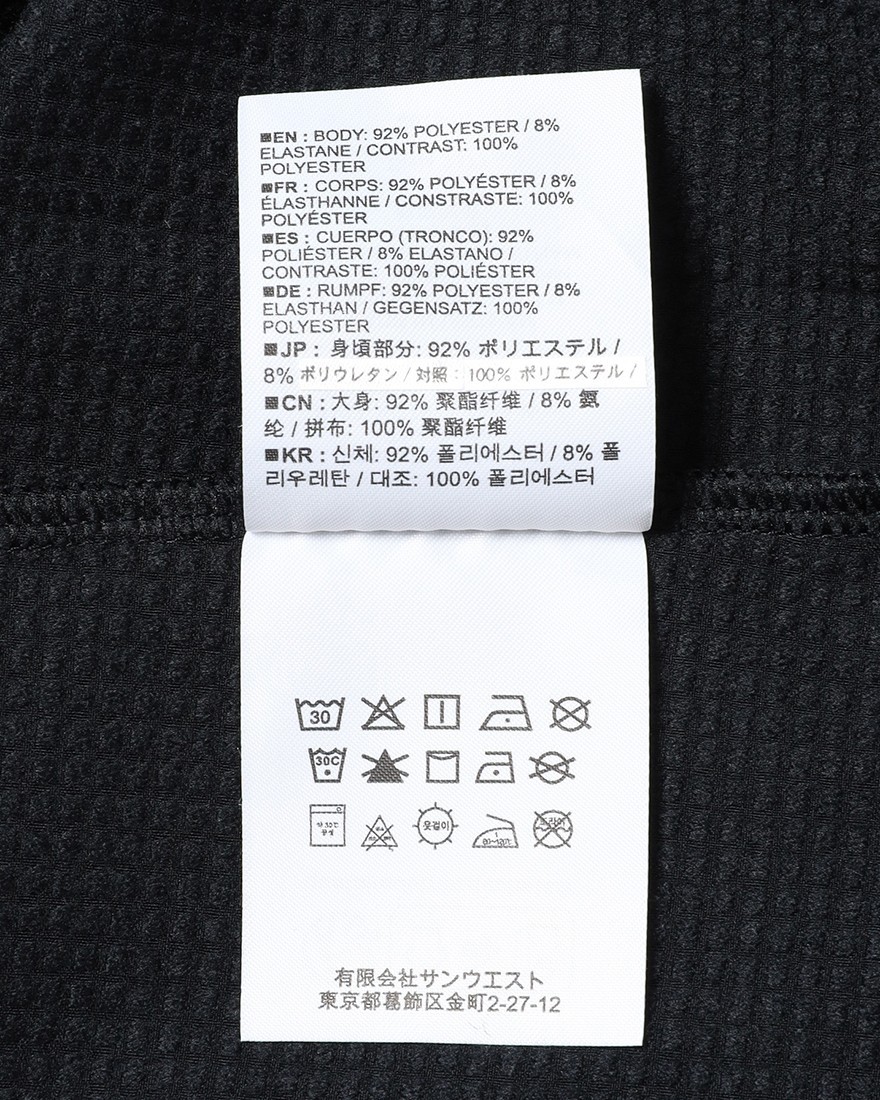 EN : BODY: 92% POLYESTER / 8%
ELASTANE / CONTRAST: 100%
POLYESTER
FR : CORPS: 92% POLYÉSTER / 8%
ÉLASTHANNE / CONSTRASTE: 100%
POLYÉSTER
ES : CUERPO (TRONCO): 92%
POLIÉSTER / 8% ELASTANO /
CONTRASTE: 100% POLIÉSTER
DE : RUMPF: 92% POLYESTER / 8%
ELASTHAN / GEGENSATZ: 100%
POLYESTER
JP : 身頃部分: 92% ポリエステル /
8% ポリウレタン / 対照 : 100% ポリエステル /
CN : 大身: 92% 聚酯纤维 / 8% 氨
纶 / 拼布: 100% 聚酯纤维
KR : 신체: 92% 폴리에스터 / 8% 폴
리우레탄 / 대조: 100% 폴리에스터
30
30C
옷걸이
有限会社サンウエスト
東京都葛飾区金町2-27-12